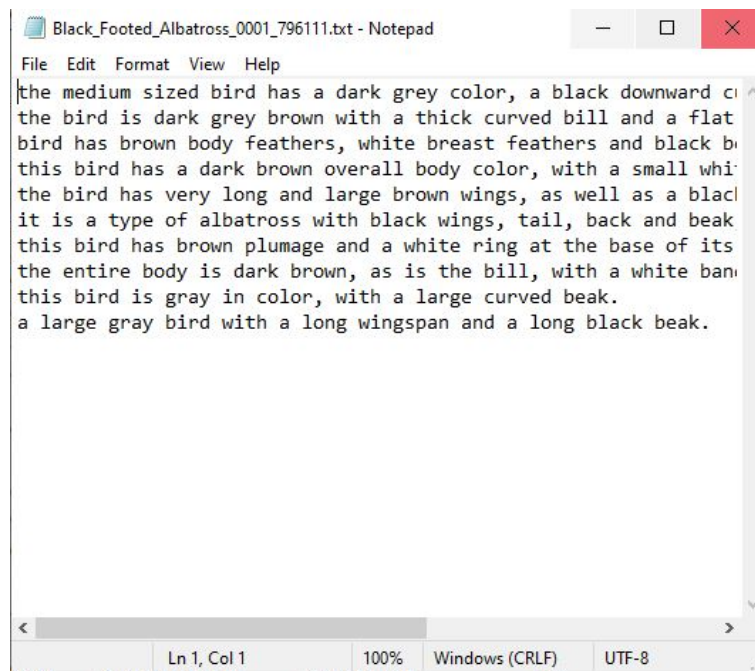 Black_Footed_Albatross_0001_796111.txt - Notepad
File Edit Format View Help
the medium sized bird has a dark grey color, a black downward
the bird is dark grey brown with a thick curved bill and a flat
bird has brown body feathers, white breast feathers and black
this bird has a dark brown overall body color, with a small
the bird has very long and large brown wings, as well as a
it is a type of albatross with black wings, tail, back and beak
this bird has brown plumage and a white ring at the base of its
the entire body is dark brown, as is the bill, with a white
this bird is gray in color, with a large curved beak.
a large gray bird with a long wingspan and a long black beak.
Ln 1, Col 1 100% Windows (CRLF) UTF-8